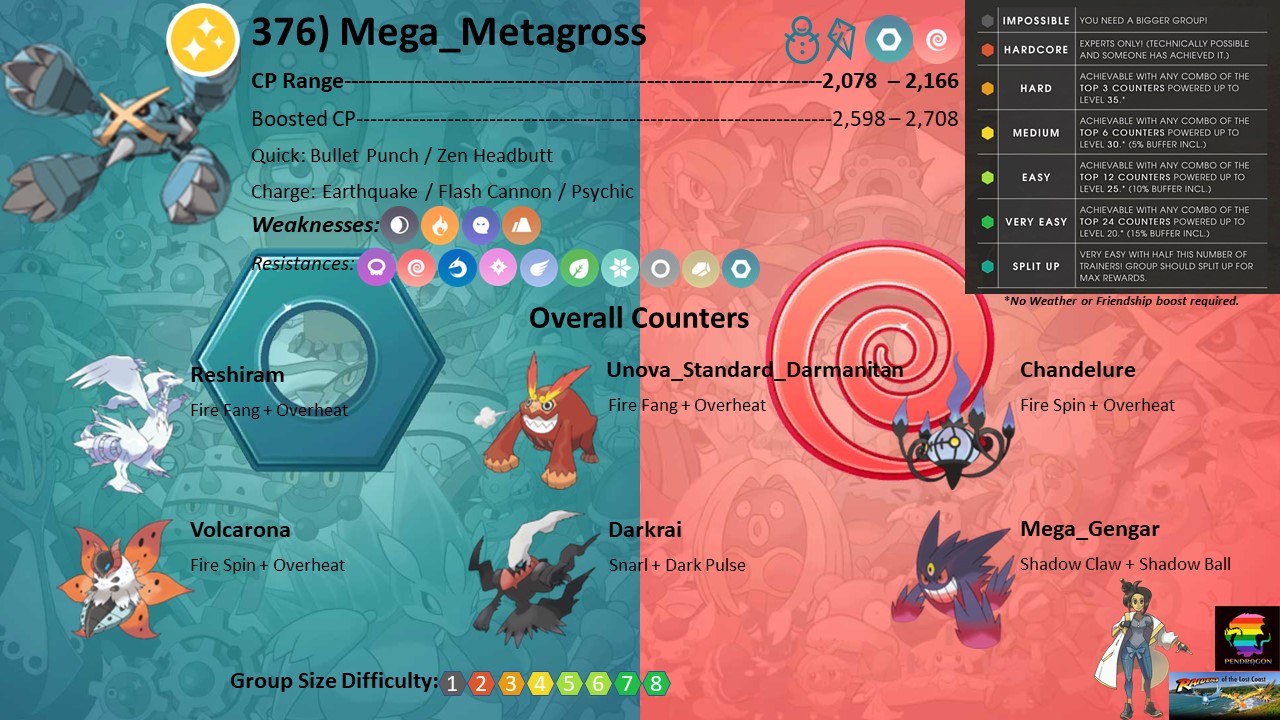 376) Mega_Metagross
CP Range-----------------------------------------------------------------------2,078 – 2,166
Boosted CP-----------------------------------------------------------------------2,598 – 2,708
Quick: Bullet Punch / Zen Headbutt
Charge: Earthquake / Flash Cannon / Psychic
Weaknesses:
Resistances:
IMPOSSIBLE YOU NEED A BIGGER GROUP!
HARDCORE EXPERTS ONLY! (TECHNICALLY POSSIBLE
AND SOMEONE HAS ACHIEVED IT.)
HARD ACHIEVABLE WITH ANY COMBO OF THE
TOP 3 COUNTERS POWERED UP TO
LEVEL 35.*
MEDIUM ACHIEVABLE WITH ANY COMBO OF THE
TOP 6 COUNTERS POWERED UP TO
LEVEL 30.* (5% BUFFER INCL.)
EASY ACHIEVABLE WITH ANY COMBO OF THE
TOP 12 COUNTERS POWERED UP TO
LEVEL 25.* (10% BUFFER INCL.)
VERY EASY ACHIEVABLE WITH ANY COMBO OF THE
TOP 24 COUNTERS POWERED UP TO
LEVEL 20.* (15% BUFFER INCL.)
SPLIT UP VERY EASY WITH HALF THIS NUMBER OF
TRAINERS! GROUP SHOULD SPLIT UP FOR
MAX REWARDS.
*No Weather or Friendship boost required.
Overall Counters
Reshiram
Fire Fang + Overheat
Unova_Standard_Darmanitan
Fire Fang + Overheat
Chandelure
Fire Spin + Overheat
Volcarona
Fire Spin + Overheat
Darkrai
Snarl + Dark Pulse
Mega_Gengar
Shadow Claw + Shadow Ball
Group Size Difficulty: 1 2 3 4 5 6 7 8
PENDRAGON
RAIDERS of the Lost Coast